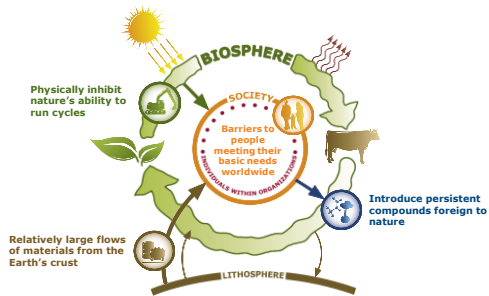 BIOSPHERE
Physically inhibit
nature's ability to
run cycles
SOCIETY
Barriers to
people
meeting their
basic needs
worldwide
INDIVIDUALS WITHIN ORGANIZATIONS
Introduce persistent
compounds foreign to
nature
Relatively large flows
of materials from the
Earth's crust
LITHOSPHERE